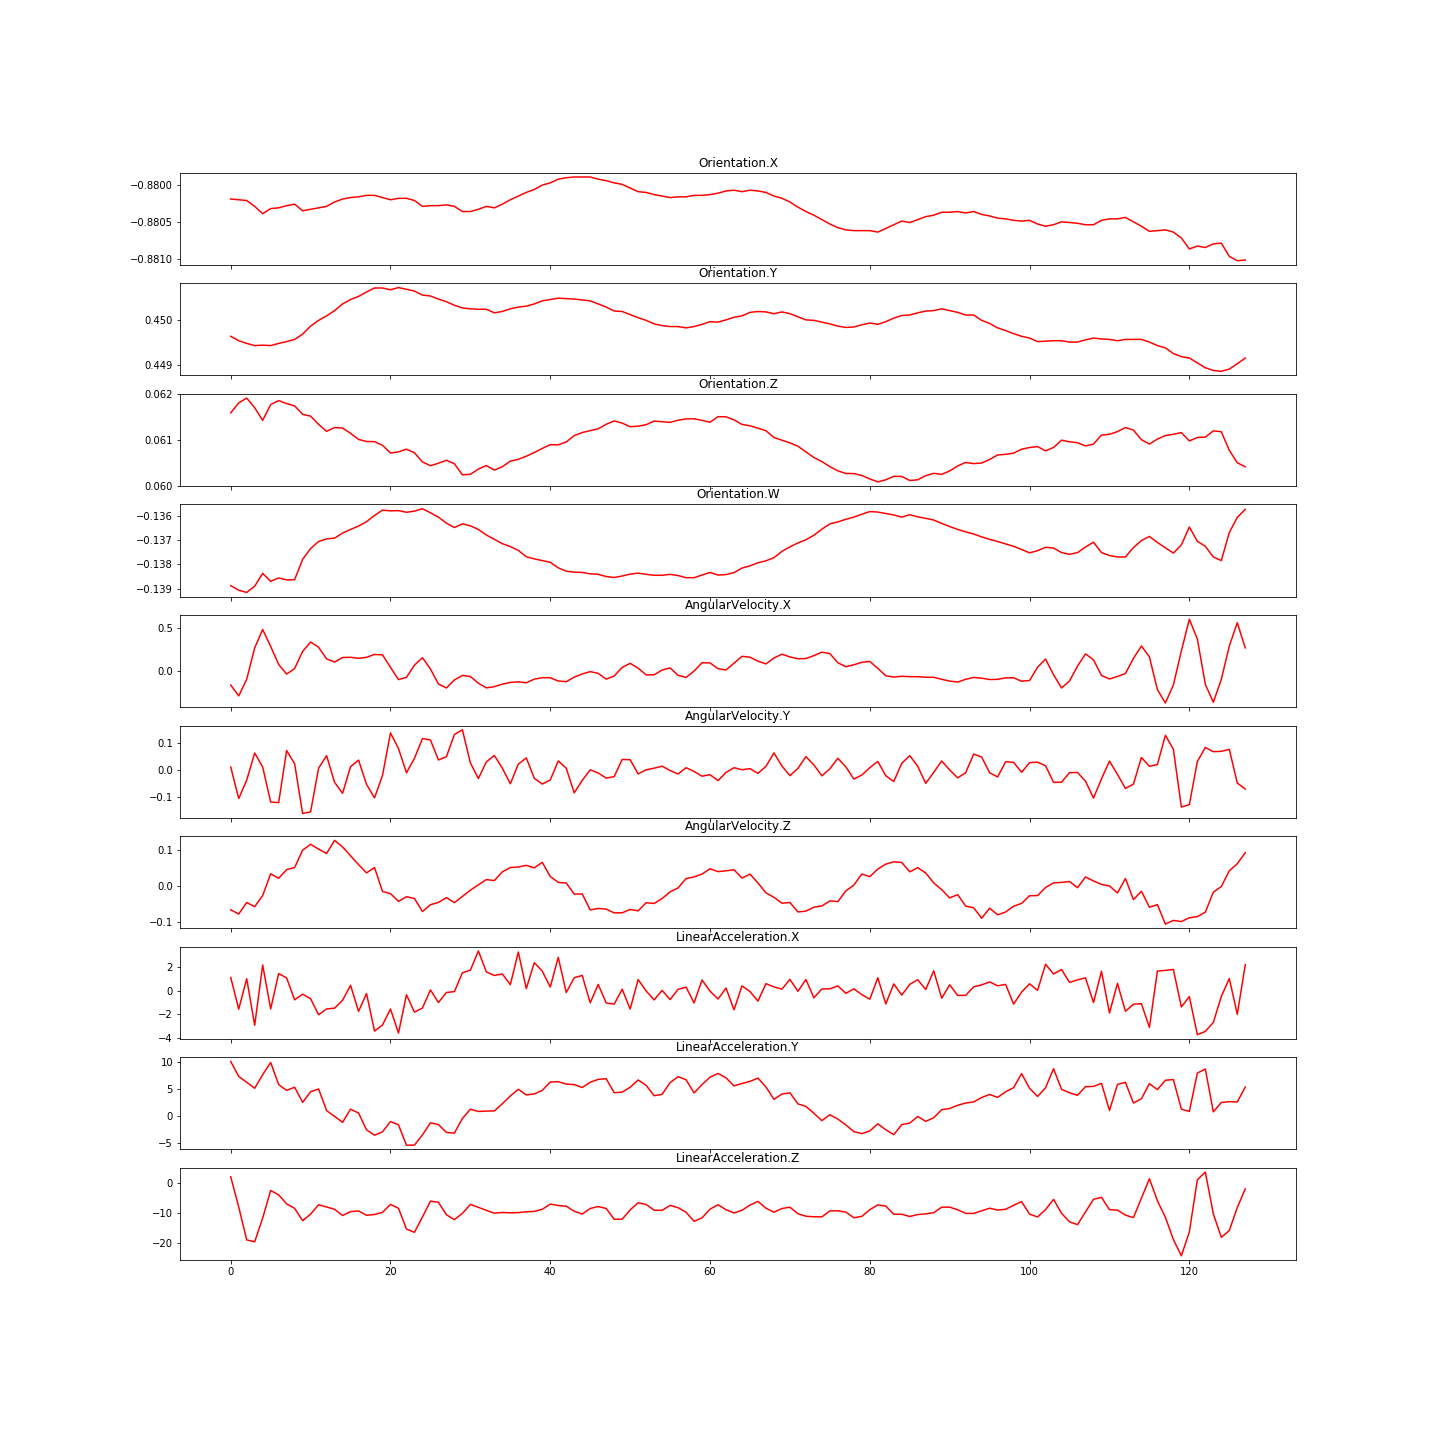 Orientation.X
−0.8800
−0.8805
−0.8810
Orientation.Y
0.450
0.449
Orientation.Z
0.062
0.061
0.060
Orientation.W
−0.136
−0.137
−0.138
−0.139
AngularVelocity.X
0.5
0.0
AngularVelocity.Y
0.1
0.0
−0.1
AngularVelocity.Z
0.1
0.0
−0.1
LinearAcceleration.X
2
0
−2
−4
LinearAcceleration.Y
10
5
0
−5
LinearAcceleration.Z
0
−10
−20
0 20 40 60 80 100 120